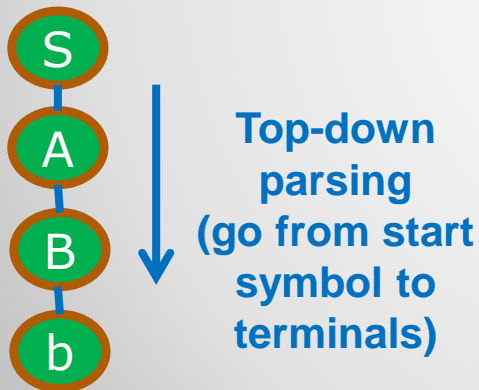 S
A
B
b
Top-down
parsing
(go from start
symbol to
terminals)